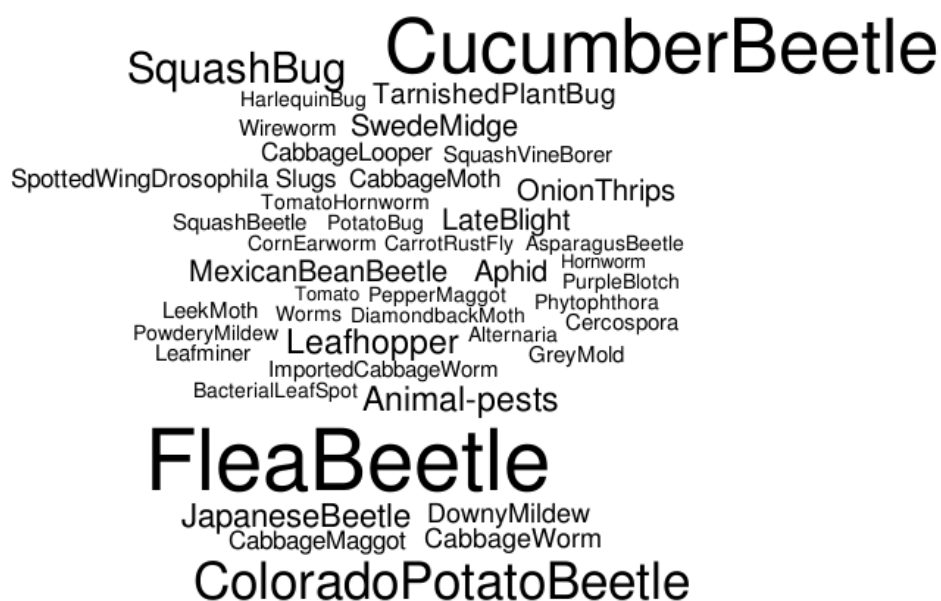 CucumberBeetle
SquashBug
HarlequinBug TarnishedPlantBug
Wireworm SwedeMidge
CabbageLooper SquashVineBorer
SpottedWingDrosophila Slugs CabbageMoth OnionThrips
TomatoHornworm
SquashBeetle PotatoBug LateBlight
CornEarworm CarrotRustFly AsparagusBeetle
MexicanBeanBeetle Aphid Hornworm
PurpleBlotch
Tomato PepperMaggot Phytophthora
LeekMoth Worms DiamondbackMoth Cercospora
PowderyMildew Leafhopper Alternaria
Leafminer GreyMold
ImportedCabbageWorm
BacterialLeafSpot Animal-pests
FleaBeetle
JapaneseBeetle DownyMildew
CabbageMaggot CabbageWorm
ColoradoPotatoBeetle